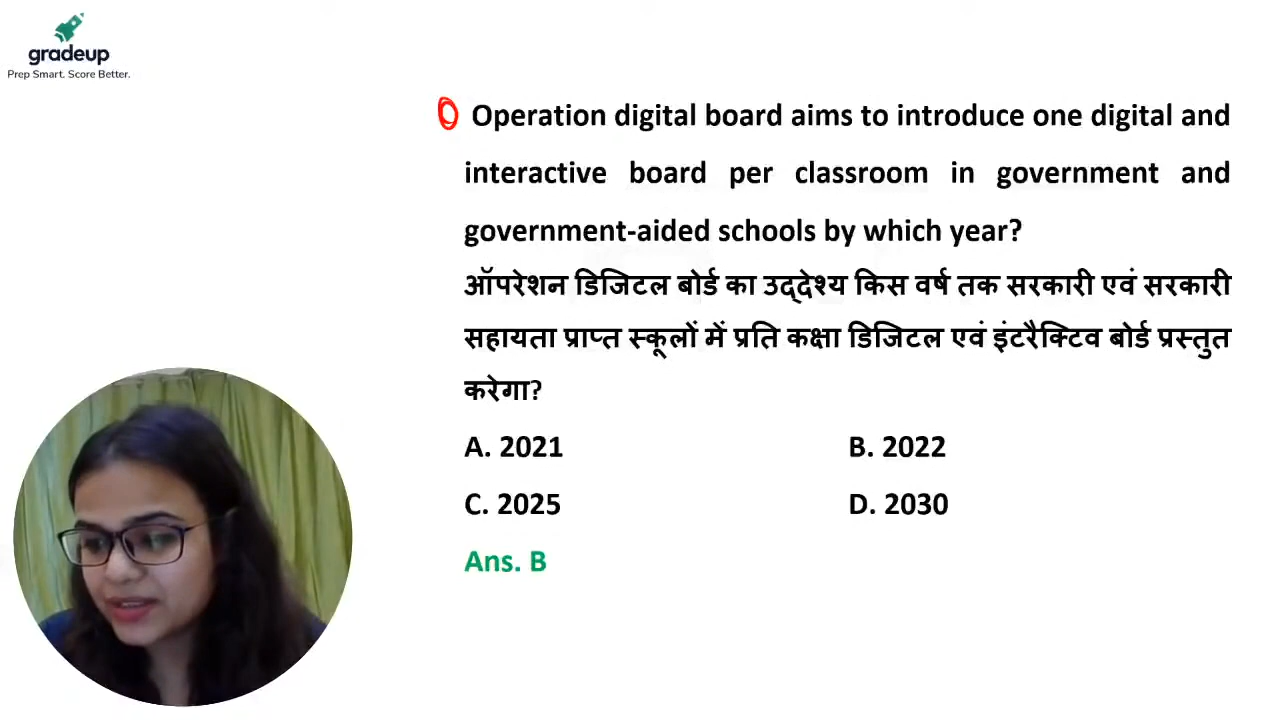 gradeup
Prep Smart. Score Better.
Operation digital board aims to introduce one digital and
interactive board per classroom in government and
government-aided schools by which year?
ऑपरेशन डिजिटल बोर्ड का उद्देश्य किस वर्ष तक सरकारी एवं सरकारी
सहायता प्राप्त स्कूलों में प्रति कक्षा डिजिटल एवं इंटरैक्टिव बोर्ड प्रस्तुत
करेगा?
A. 2021 B. 2022
C. 2025 D. 2030
Ans. B